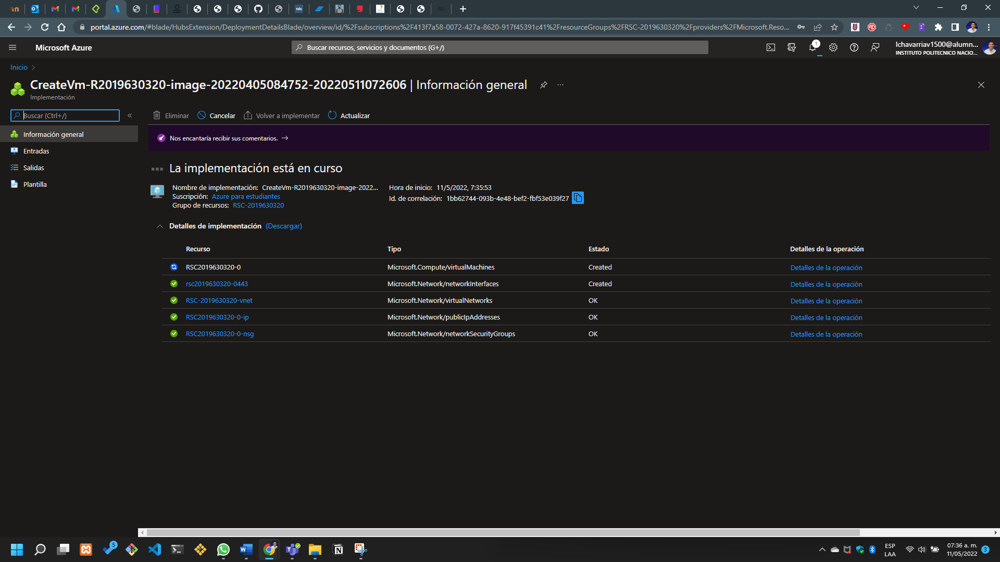 portal.azure.com/#blade/HubsExtension/DeploymentDetailsBlade/overview/id/%2Fsubscriptions%2F413f7a58-0072-427a-8620-917f45391c41%2FresourceGroups%2FRSC-2019630320%2Fproviders%2FMicrosoft.Reso...
Microsoft Azure
Buscar recursos, servicios y documentos (G+/)
1
lchavarriav1500@alumn...
INSTITUTO POLITECNICO NACIO...
Inicio
CreateVm-R2019630320-image-20220405084752-20220511072606 | Información general
Implementación
Buscar (Ctrl+/)
Eliminar
Cancelar
Volver a implementar
Actualizar
Información general
Entradas
Salidas
Plantilla
Nos encantaría recibir sus comentarios. →
La implementación está en curso
Nombre de implementación: CreateVm-R2019630320-image-2022...
Suscripción: Azure para estudiantes
Grupo de recursos: RSC-2019630320
Hora de inicio: 11/5/2022, 7:35:53
Id. de correlación: 1bb62744-093b-4e48-bef2-fbf53e039f27
Detalles de implementación (Descargar)
Recurso Tipo Estado Detalles de la operación
RSC2019630320-0 Microsoft.Compute/virtualMachines Created Detalles de la operación
rsc2019630320-0443 Microsoft.Network/networkInterfaces Created Detalles de la operación
RSC-2019630320-vnet Microsoft.Network/virtualNetworks OK Detalles de la operación
RSC2019630320-0-ip Microsoft.Network/publicIpAddresses OK Detalles de la operación
RSC2019630320-0-nsg Microsoft.Network/networkSecurityGroups OK Detalles de la operación
5
ESP
LAA
07:36 a. m.
11/05/2022
3